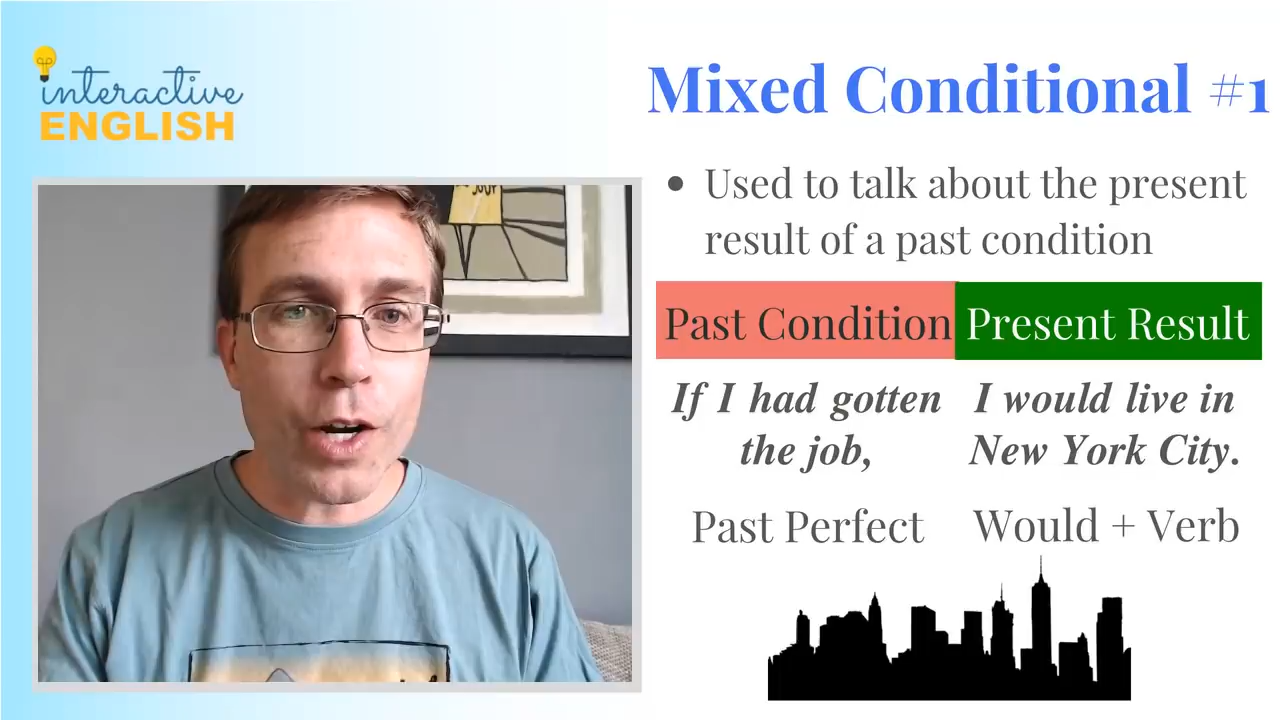 interactive
ENGLISH
Mixed Conditional #1
• Used to talk about the present
result of a past condition
Past Condition Present Result
If I had gotten I would live in
the job, New York City.
Past Perfect Would + Verb